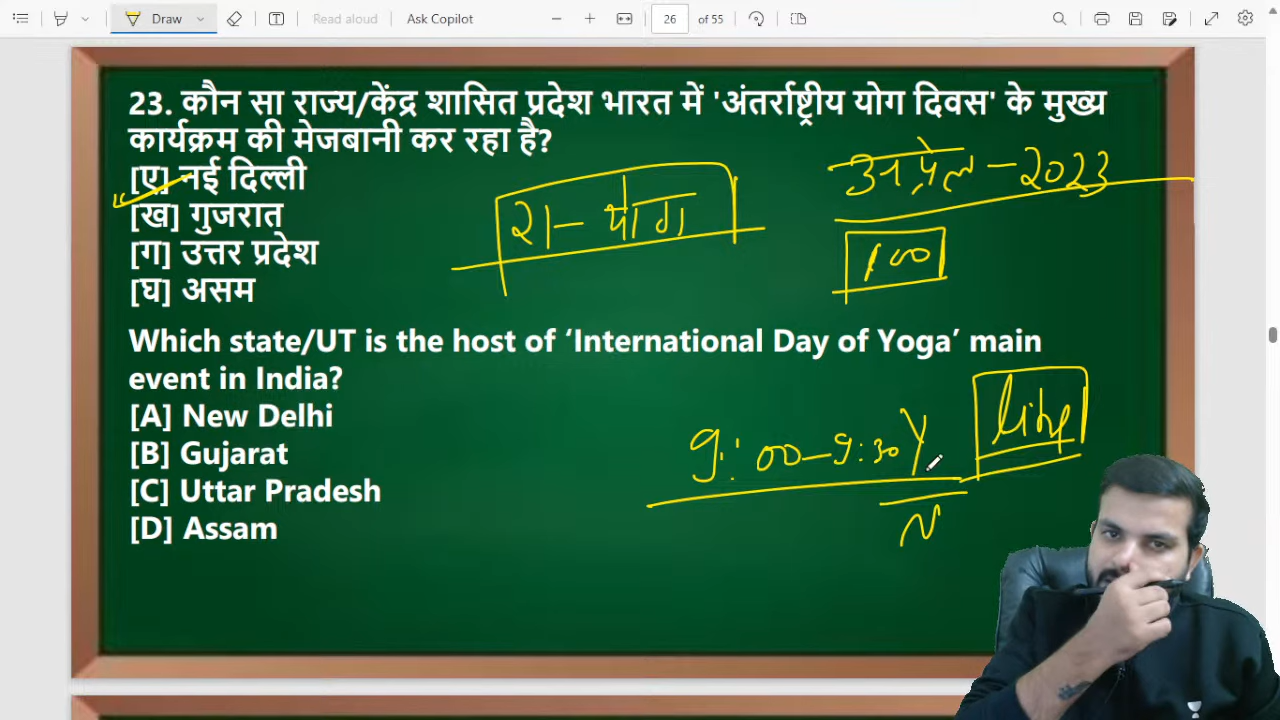 Draw
Read aloud
Ask Copilot
26
of 55
23. कौन सा राज्य/केंद्र शासित प्रदेश भारत में 'अंतर्राष्ट्रीय योग दिवस' के मुख्य
कार्यक्रम की मेजबानी कर रहा है?
[ए] नई दिल्ली
[ख] गुजरात
[ग] उत्तर प्रदेश
[घ] असम
अप्रैल - 2023
100
Which state/UT is the host of ‘International Day of Yoga’ main
event in India?
[A] New Delhi
[B] Gujarat
[C] Uttar Pradesh
[D] Assam
9:00-9:30 Y
N